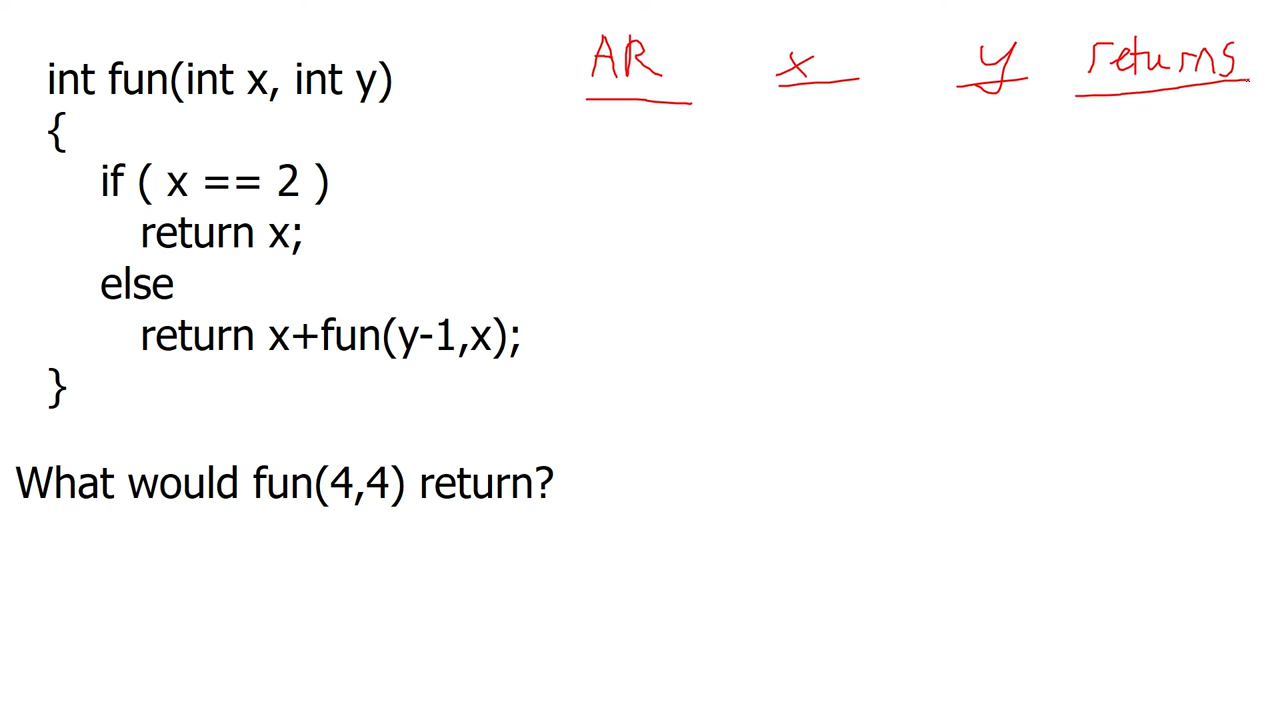 int fun(int x, int y)
{
if ( x == 2 )
return x;
else
return x+fun(y-1,x);
}
What would fun(4,4) return?
AR x y returns